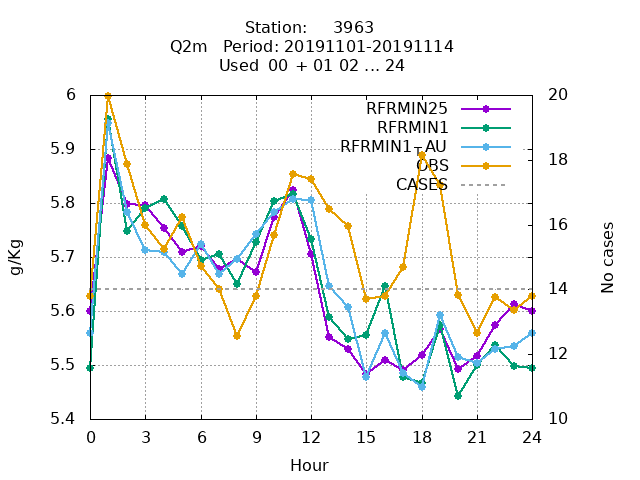 Station: 3963
Q2m Period: 20191101-20191114
Used 00 + 01 02 ... 24
6
5.9
5.8
5.7
5.6
5.5
5.4
g/Kg
RFRMIN25
RFRMIN1
RFRMIN1_AU
OBS
CASES
20
18
16
14
12
10
No cases
0 3 6 9 12 15 18 21 24
Hour